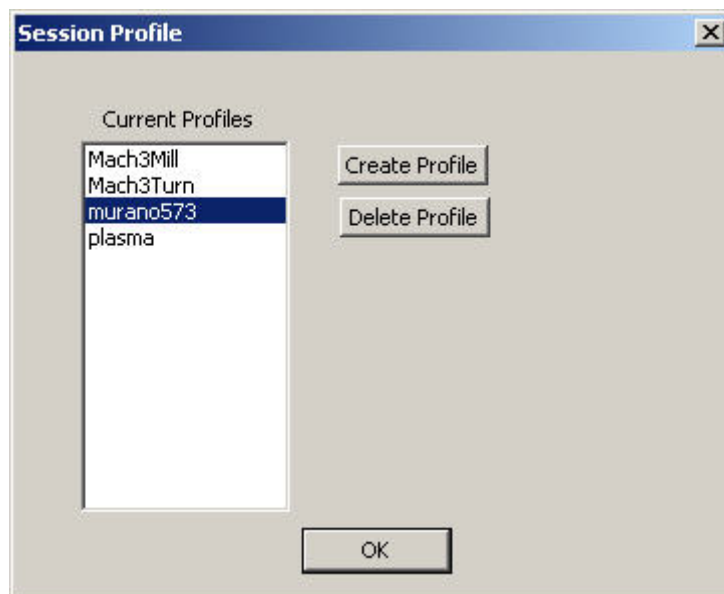 Session Profile
Current Profiles
Mach3Mill
Mach3Turn
murano573
plasma
Create Profile
Delete Profile
OK